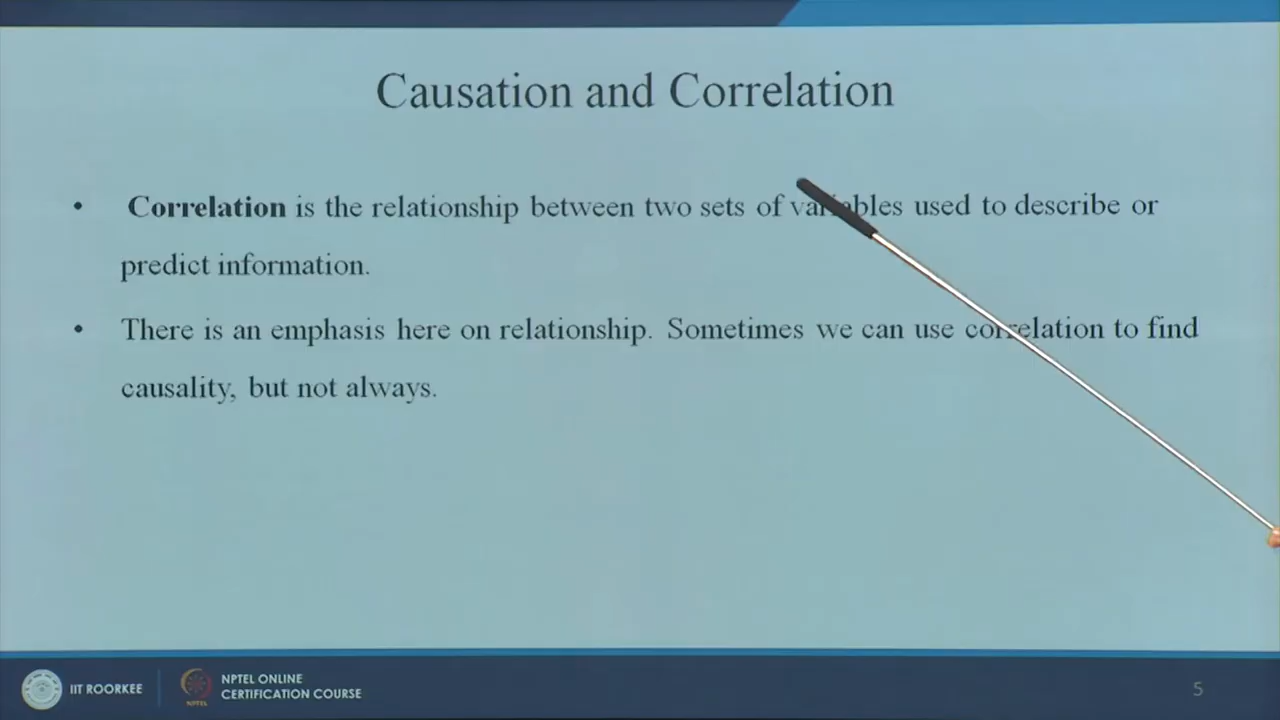 Causation and Correlation
• Correlation is the relationship between two sets of variables used to describe or
predict information.
• There is an emphasis here on relationship. Sometimes we can use correlation to find
causality, but not always.
IIT ROORKEE
NPTEL
NPTEL ONLINE
CERTIFICATION COURSE
5